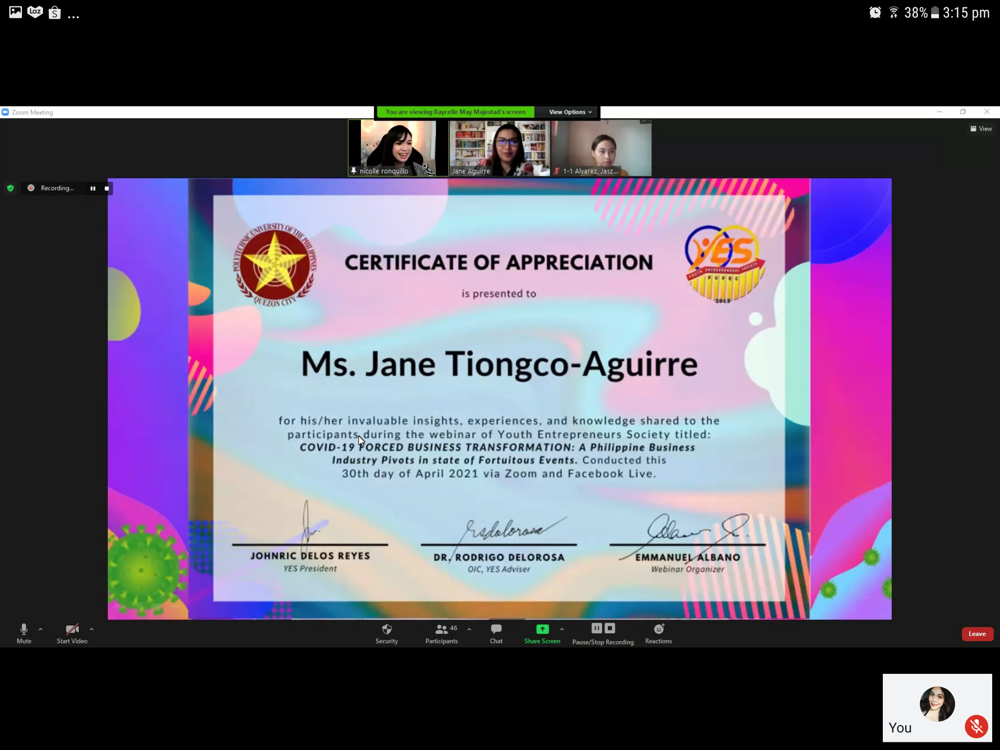 Laz
S
...
38%
3:15 pm
Zoom Meeting
You are viewing Raycelle May Majestad's screen
View Options
View
nicolle ronquillo
Jane Aguirre
1-1 Alvarez, Jasz...
Recording...
POLYTECHNIC UNIVERSITY OF THE PHILIPPINES
QUEZON CITY
YES
YOUTH ENTREPRENEURS SOCIETY
PUPQC
2013
CERTIFICATE OF APPRECIATION
is presented to
Ms. Jane Tiongco-Aguirre
for his/her invaluable insights, experiences, and knowledge shared to the
participants during the webinar of Youth Entrepreneurs Society titled:
COVID-19 FORCED BUSINESS TRANSFORMATION: A Philippine Business
Industry Pivots in state of Fortuitous Events. Conducted this
30th day of April 2021 via Zoom and Facebook Live.
JOHNRIC DELOS REYES
YES President
DR. RODRIGO DELOROSA
OIC, YES Adviser
EMMANUEL ALBANO
Webinar Organizer
Mute
Start Video
Security
46
Participants
Chat
Share Screen
Pause/Stop Recording
Reactions
Leave
You